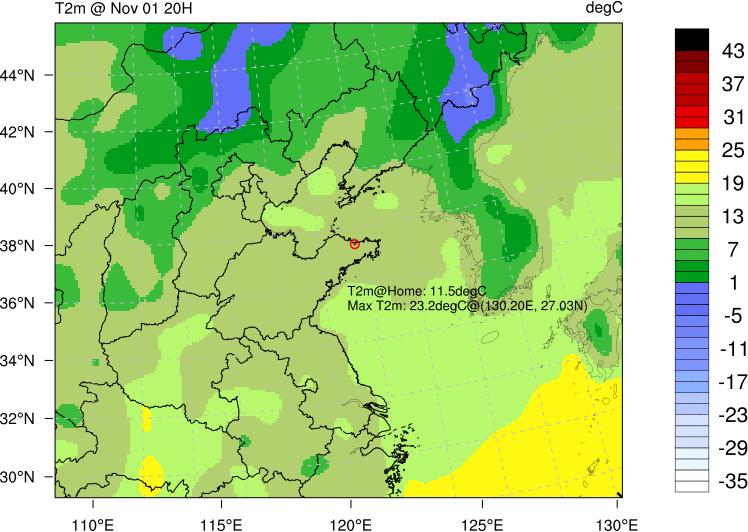 T2m @ Nov 01 20H
degC
44°N
42°N
40°N
38°N
36°N
34°N
32°N
30°N
T2m@Home: 11.5degC
Max T2m: 23.2degC@(130.20E, 27.03N)
110°E
115°E
120°E
125°E
130°E
43
37
31
25
19
13
7
1
-5
-11
-17
-23
-29
-35